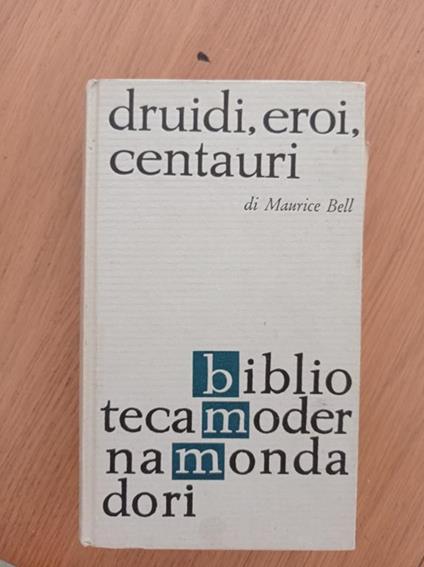 druidi, eroi,
centauri
di Maurice Bell
biblio
tecamoder
namonda
dori